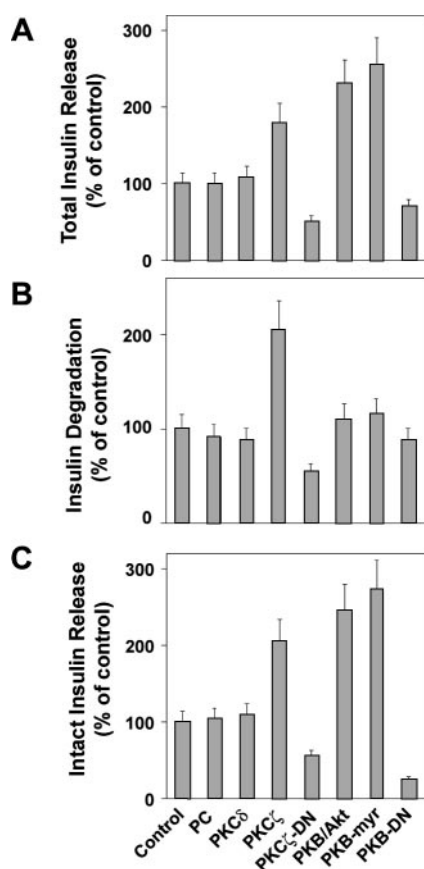 A
Total Insulin Release
(% of control)
300
200
100
0
B
Insulin Degradation
(% of control)
200
100
0
C
Intact Insulin Release
(% of control)
300
200
100
0
Control
PC
PKCδ
PKCζ
PKCζ-DN
PKB/Akt
PKB-myr
PKB-DN